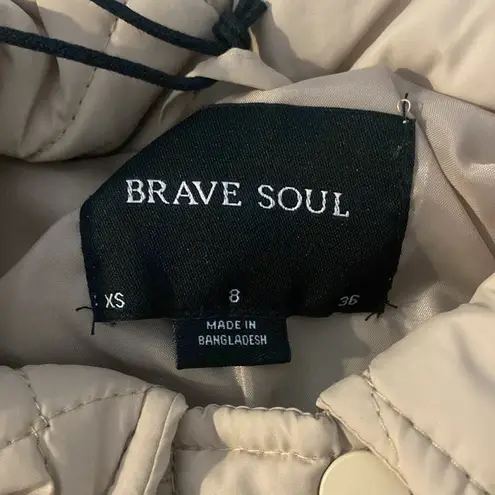 BRAVE SOUL
XS 8 36
MADE IN
BANGLADESH